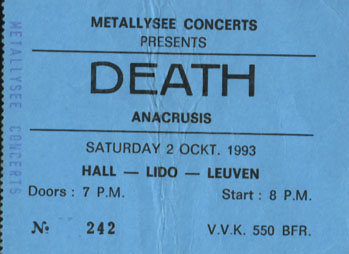 METALLYSEE CONCERTS
PRESENTS
DEATH
ANACRUSIS
SATURDAY 2 OCKT. 1993
HALL — LIDO — LEUVEN
Doors : 7 P.M. Start : 8 P.M.
Nº 242 V.V.K. 550 BFR.
METALLYSEE CONCERTS